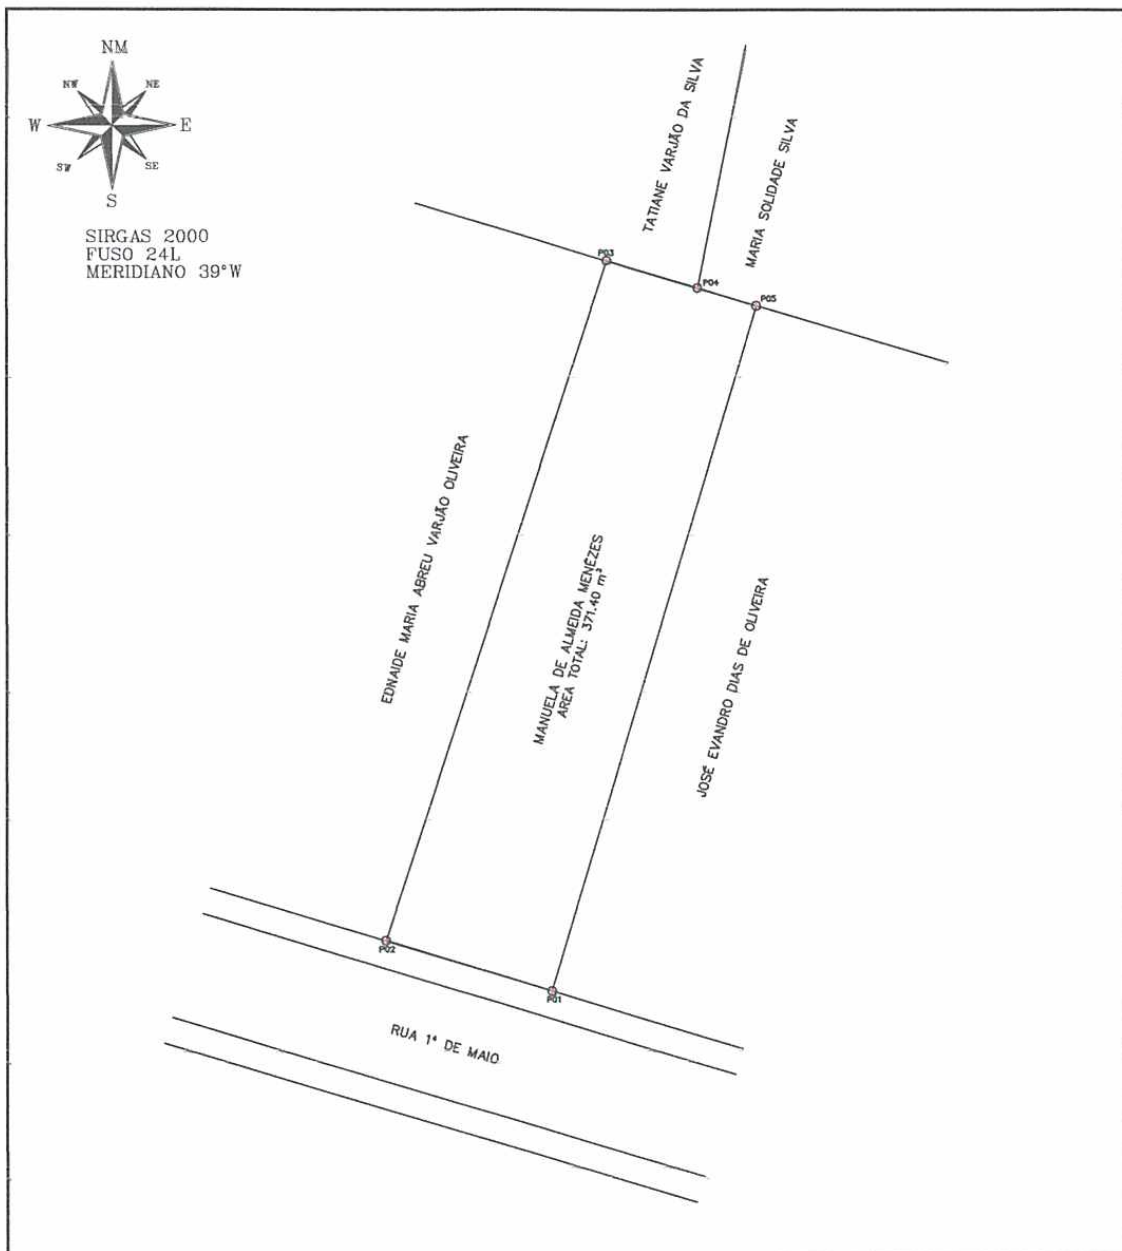 NM
NW NE
W E
SW SE
S
SIRGAS 2000
FUSO 24L
MERIDIANO 39°W
TATIANE VARJÃO DA SILVA
MARIA SOLIDADE SILVA
P03
P04
P05
EDNAIDE MARIA ABREU VARJÃO OLIVEIRA
MANUELA DE ALMEIDA MENÊZES
AREA TOTAL: 371.40 m²
JOSÉ EVANDRO DIAS DE OLIVEIRA
P02
P01
RUA 1ª DE MAIO